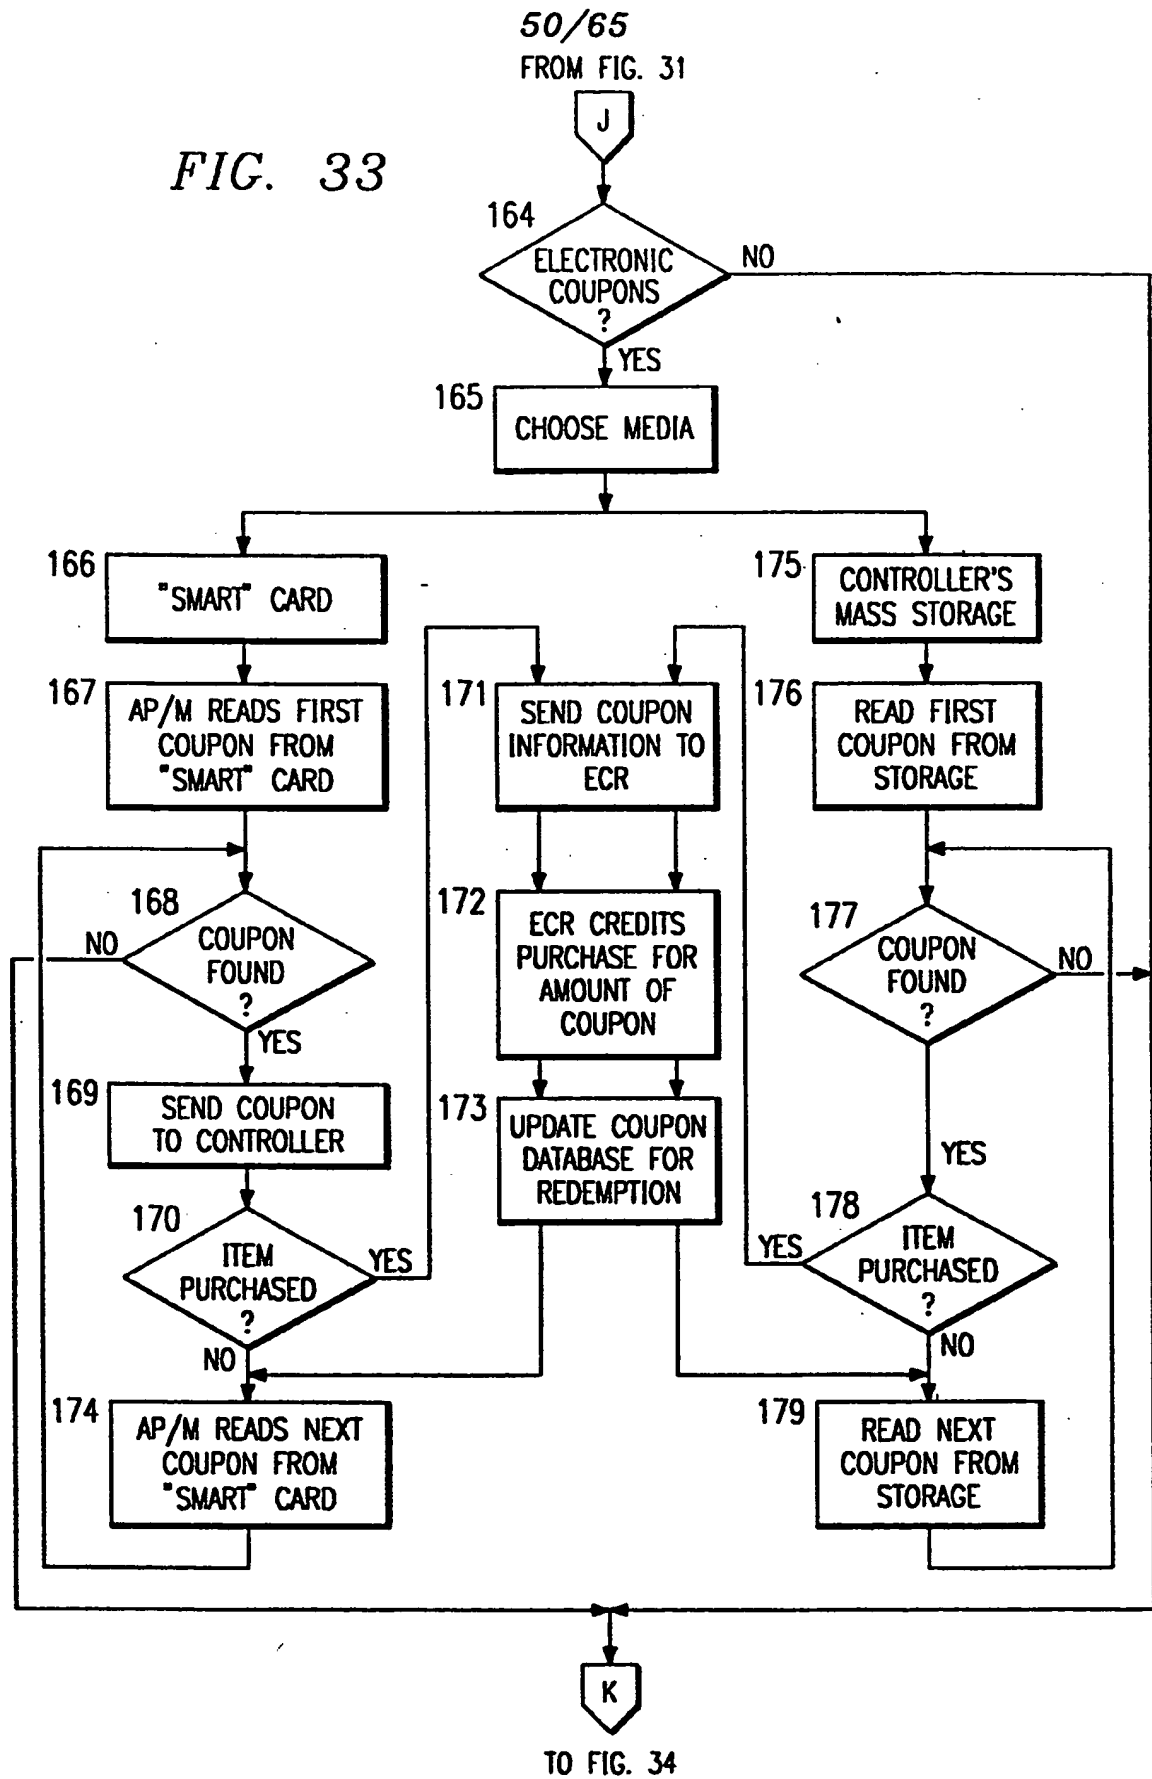 50/65
FROM FIG. 31
J
FIG. 33
164
ELECTRONIC
COUPONS
?
NO
YES
165
CHOOSE MEDIA
166
"SMART" CARD
167
AP/M READS FIRST
COUPON FROM
"SMART" CARD
168
COUPON
FOUND
?
NO
YES
169
SEND COUPON
TO CONTROLLER
170
ITEM
PURCHASED
?
YES
NO
174
AP/M READS NEXT
COUPON FROM
"SMART" CARD
171
SEND COUPON
INFORMATION TO
ECR
172
ECR CREDITS
PURCHASE FOR
AMOUNT OF
COUPON
173
UPDATE COUPON
DATABASE FOR
REDEMPTION
175
CONTROLLER'S
MASS STORAGE
176
READ FIRST
COUPON FROM
STORAGE
177
COUPON
FOUND
?
NO
YES
178
ITEM
PURCHASED
?
YES
NO
179
READ NEXT
COUPON FROM
STORAGE
K
TO FIG. 34